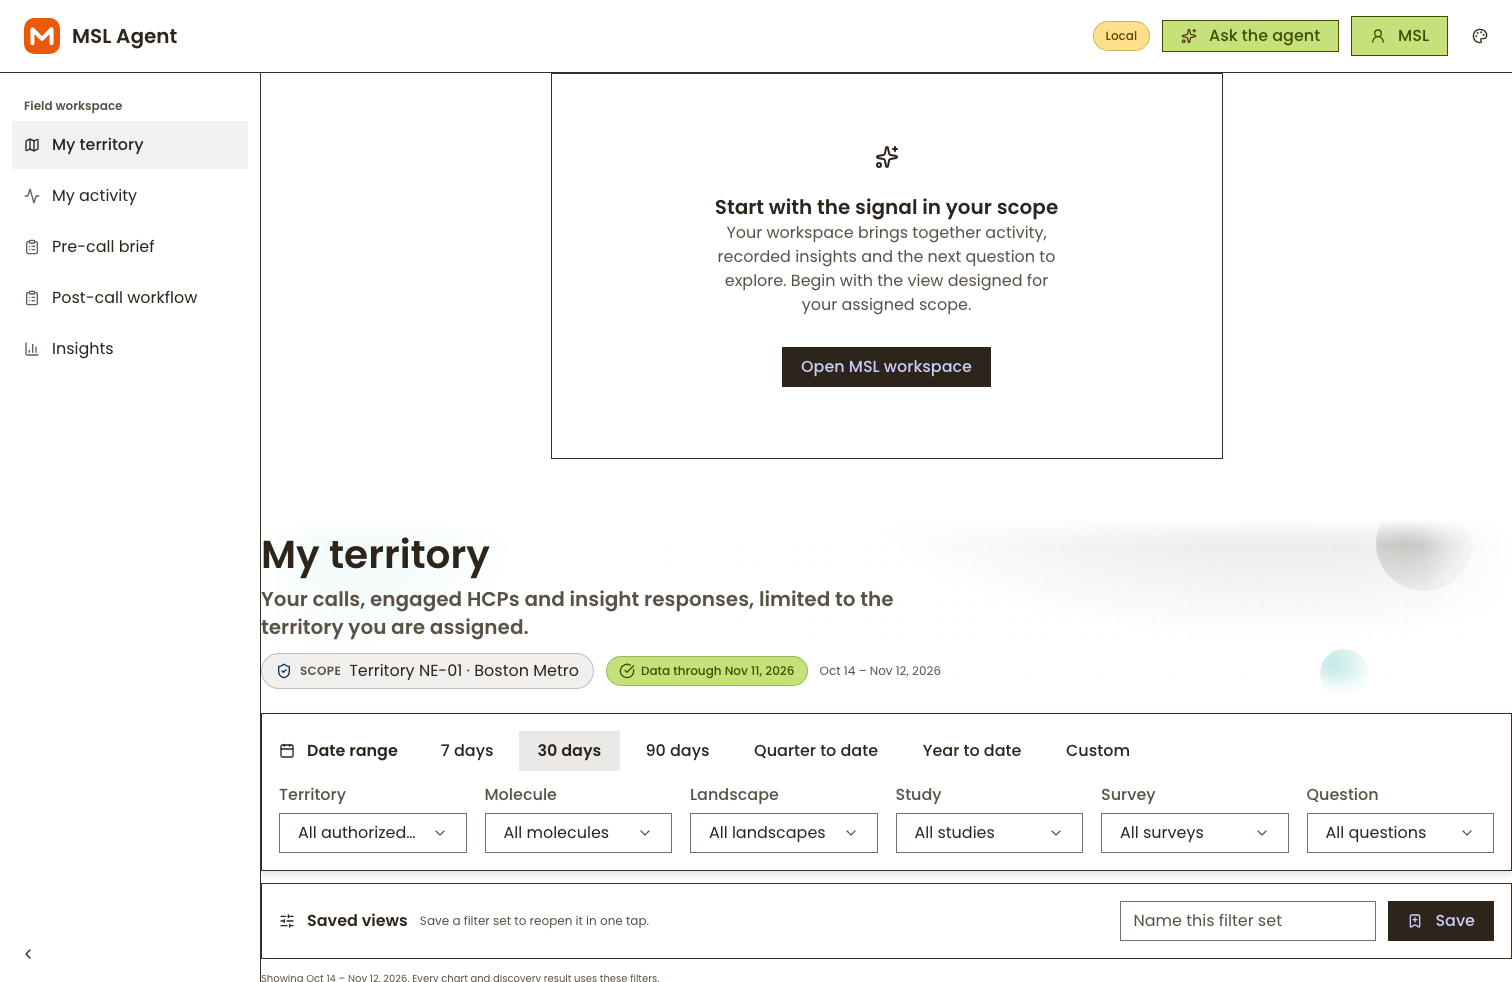 MSL Agent
Local
Ask the agent
MSL
Field workspace
My territory
My activity
Pre-call brief
Post-call workflow
Insights
Start with the signal in your scope
Your workspace brings together activity,
recorded insights and the next question to
explore. Begin with the view designed for
your assigned scope.
Open MSL workspace
My territory
Your calls, engaged HCPs and insight responses, limited to the
territory you are assigned.
SCOPE Territory NE-01 · Boston Metro
Data through Nov 11, 2026
Oct 14 – Nov 12, 2026
Date range
7 days
30 days
90 days
Quarter to date
Year to date
Custom
Territory
Molecule
Landscape
Study
Survey
Question
All authorized...
All molecules
All landscapes
All studies
All surveys
All questions
Saved views
Save a filter set to reopen it in one tap.
Name this filter set
Save
Showing Oct 14 – Nov 12, 2026. Every chart and discovery result uses these filters.